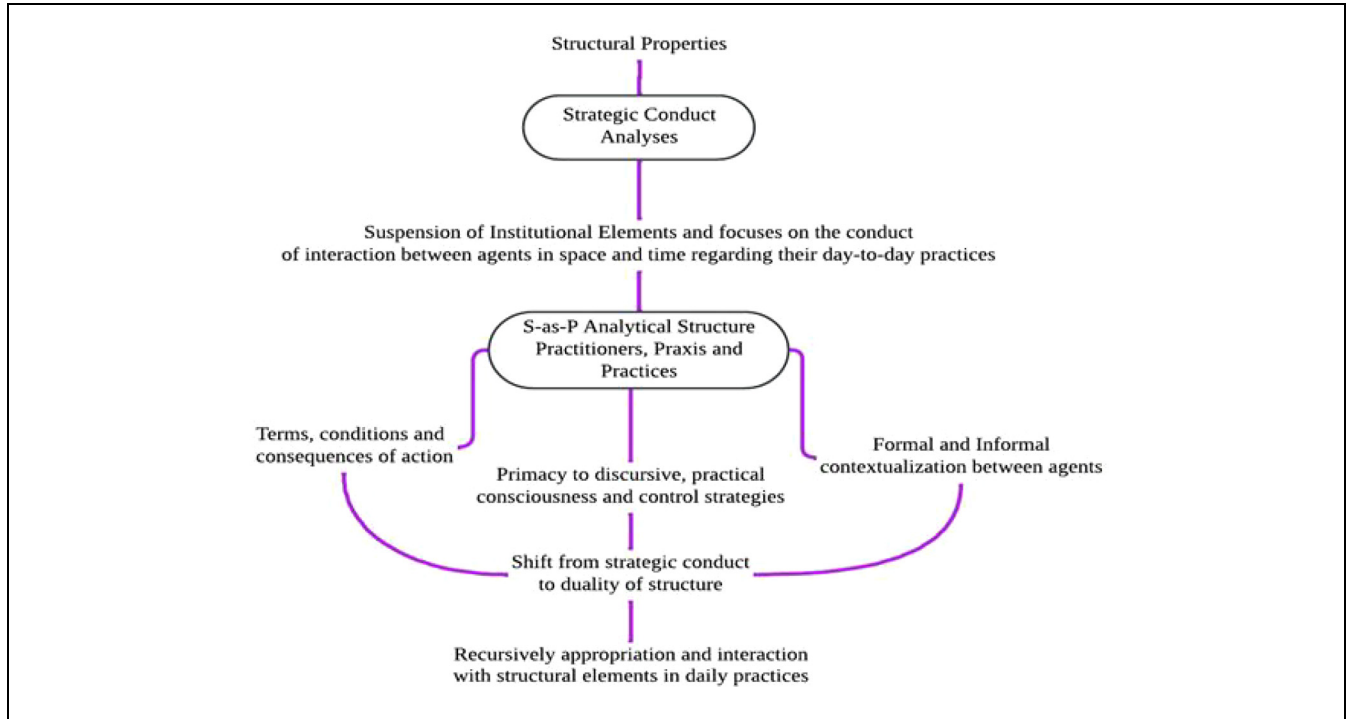 Structural Properties
Strategic Conduct
Analyses
Suspension of Institutional Elements and focuses on the conduct
of interaction between agents in space and time regarding their day-to-day practices
S-as-P Analytical Structure
Practitioners, Praxis and
Practices
Terms, conditions and
consequences of action
Primacy to discursive, practical
consciousness and control strategies
Formal and Informal
contextualization between agents
Shift from strategic conduct
to duality of structure
Recursively appropriation and interaction
with structural elements in daily practices